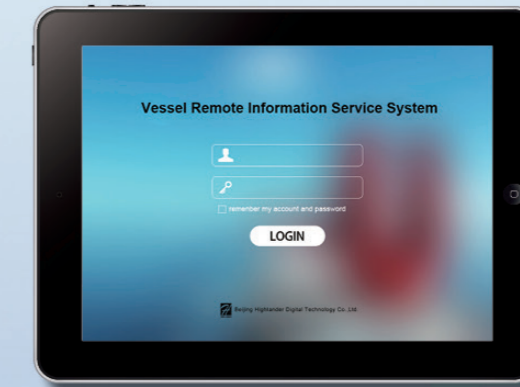 Vessel Remote Information Service System
remember my account and password
LOGIN
Beijing Highlander Digital Technology Co.,Ltd.